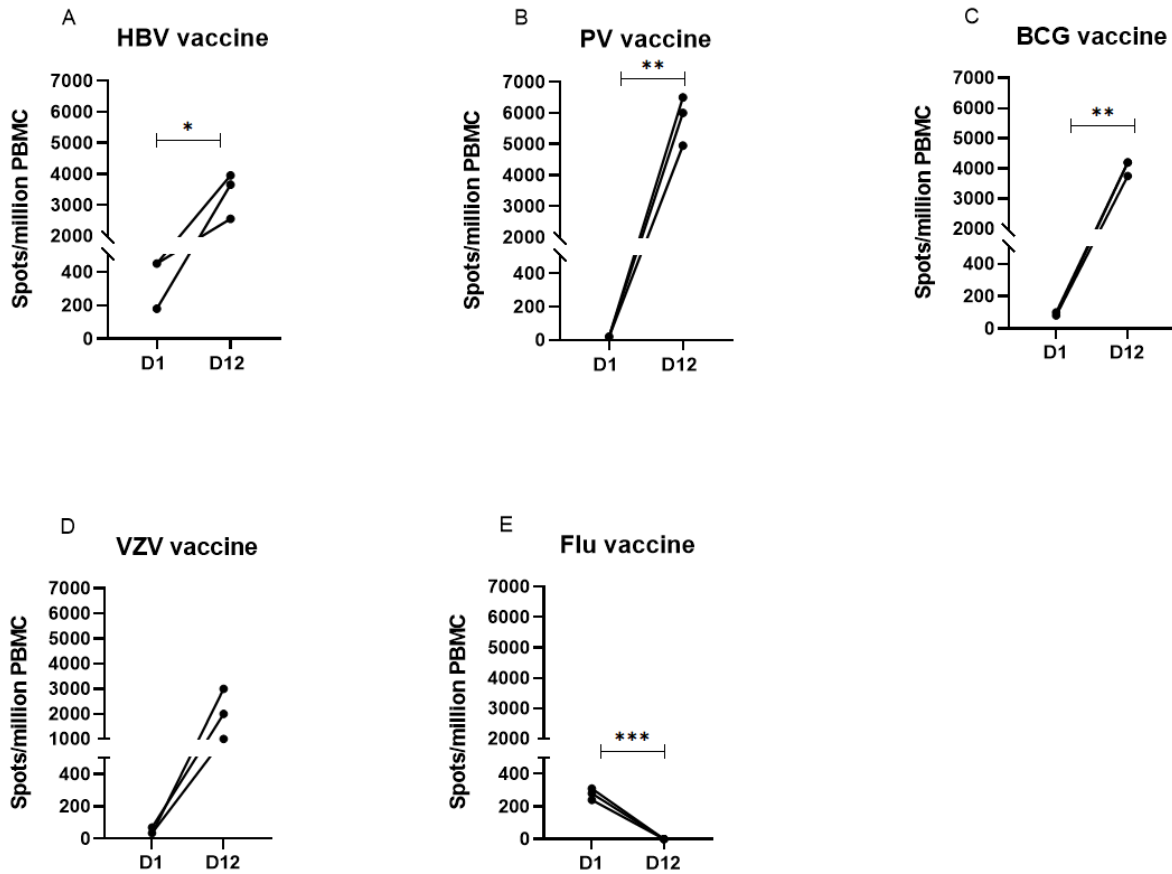 A
HBV vaccine
Spots/million PBMC
7000
6000
5000
4000
3000
2000
400
200
0
*
D1
D12
B
PV vaccine
Spots/million PBMC
7000
6000
5000
4000
3000
2000
400
200
0
**
D1
D12
C
BCG vaccine
Spots/million PBMC
7000
6000
5000
4000
3000
2000
400
200
0
**
D1
D12
D
VZV vaccine
Spots/million PBMC
7000
6000
5000
4000
3000
2000
1000
400
200
0
D1
D12
E
Flu vaccine
Spots/million PBMC
7000
6000
5000
4000
3000
2000
400
200
0
***
D1
D12